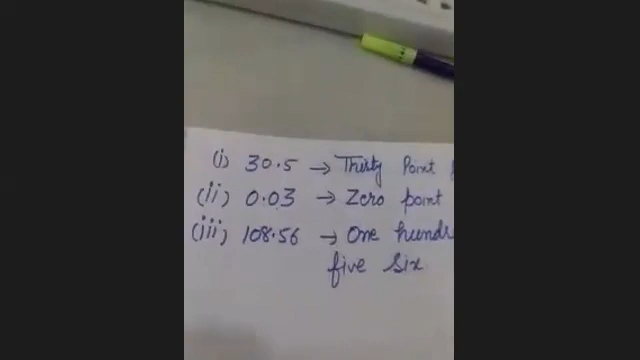 (i) 30.5 → Thirty Point
(ii) 0.03 → Zero point
(iii) 108.56 → One hundr
five six.